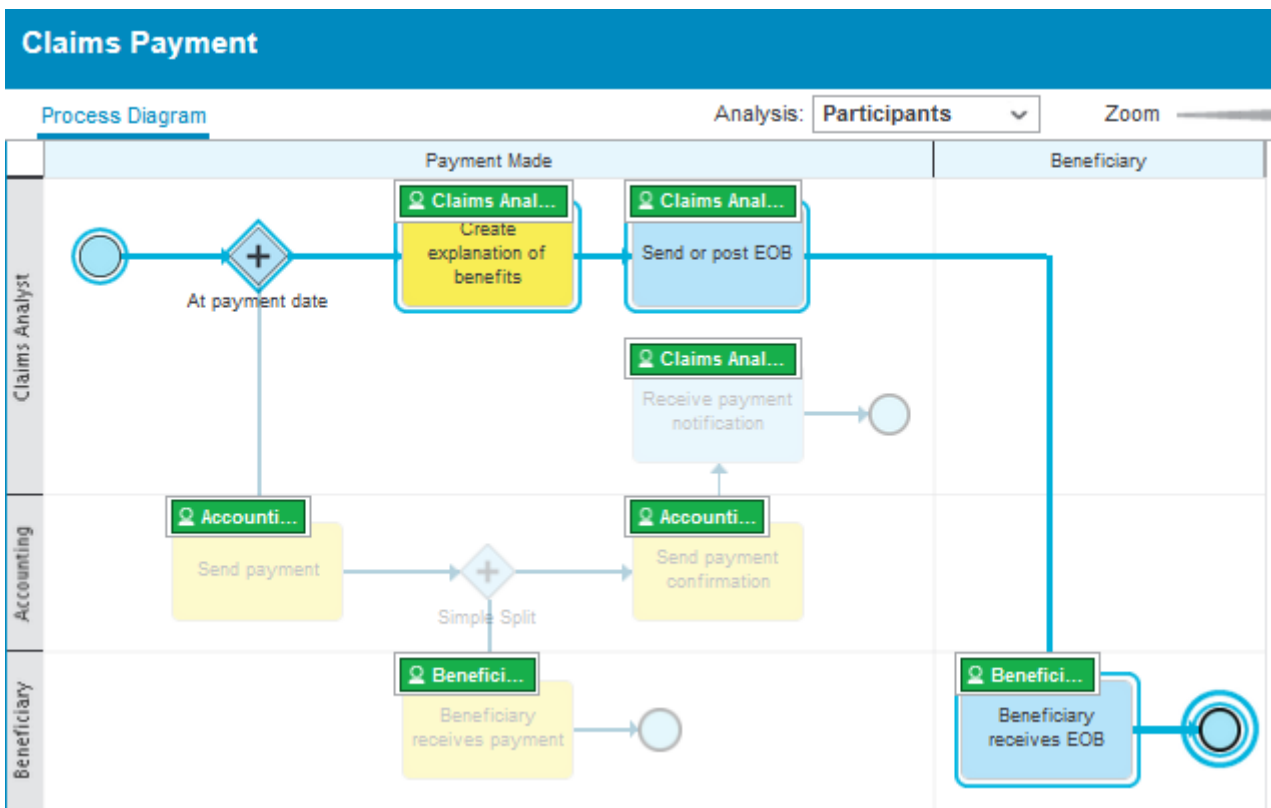 Claims Payment
Process Diagram
Analysis: Participants
Zoom
Payment Made
Beneficiary
Claims Analyst
Claims Anal...
Claims Anal...
Create
explanation of
benefits
Send or post EOB
At payment date
Claims Anal...
Receive payment
notification
Accounting
Accounti...
Accounti...
Send payment
Send payment
confirmation
Simple Split
Beneficiary
Benefici...
Benefici...
Beneficiary
receives payment
Beneficiary
receives EOB